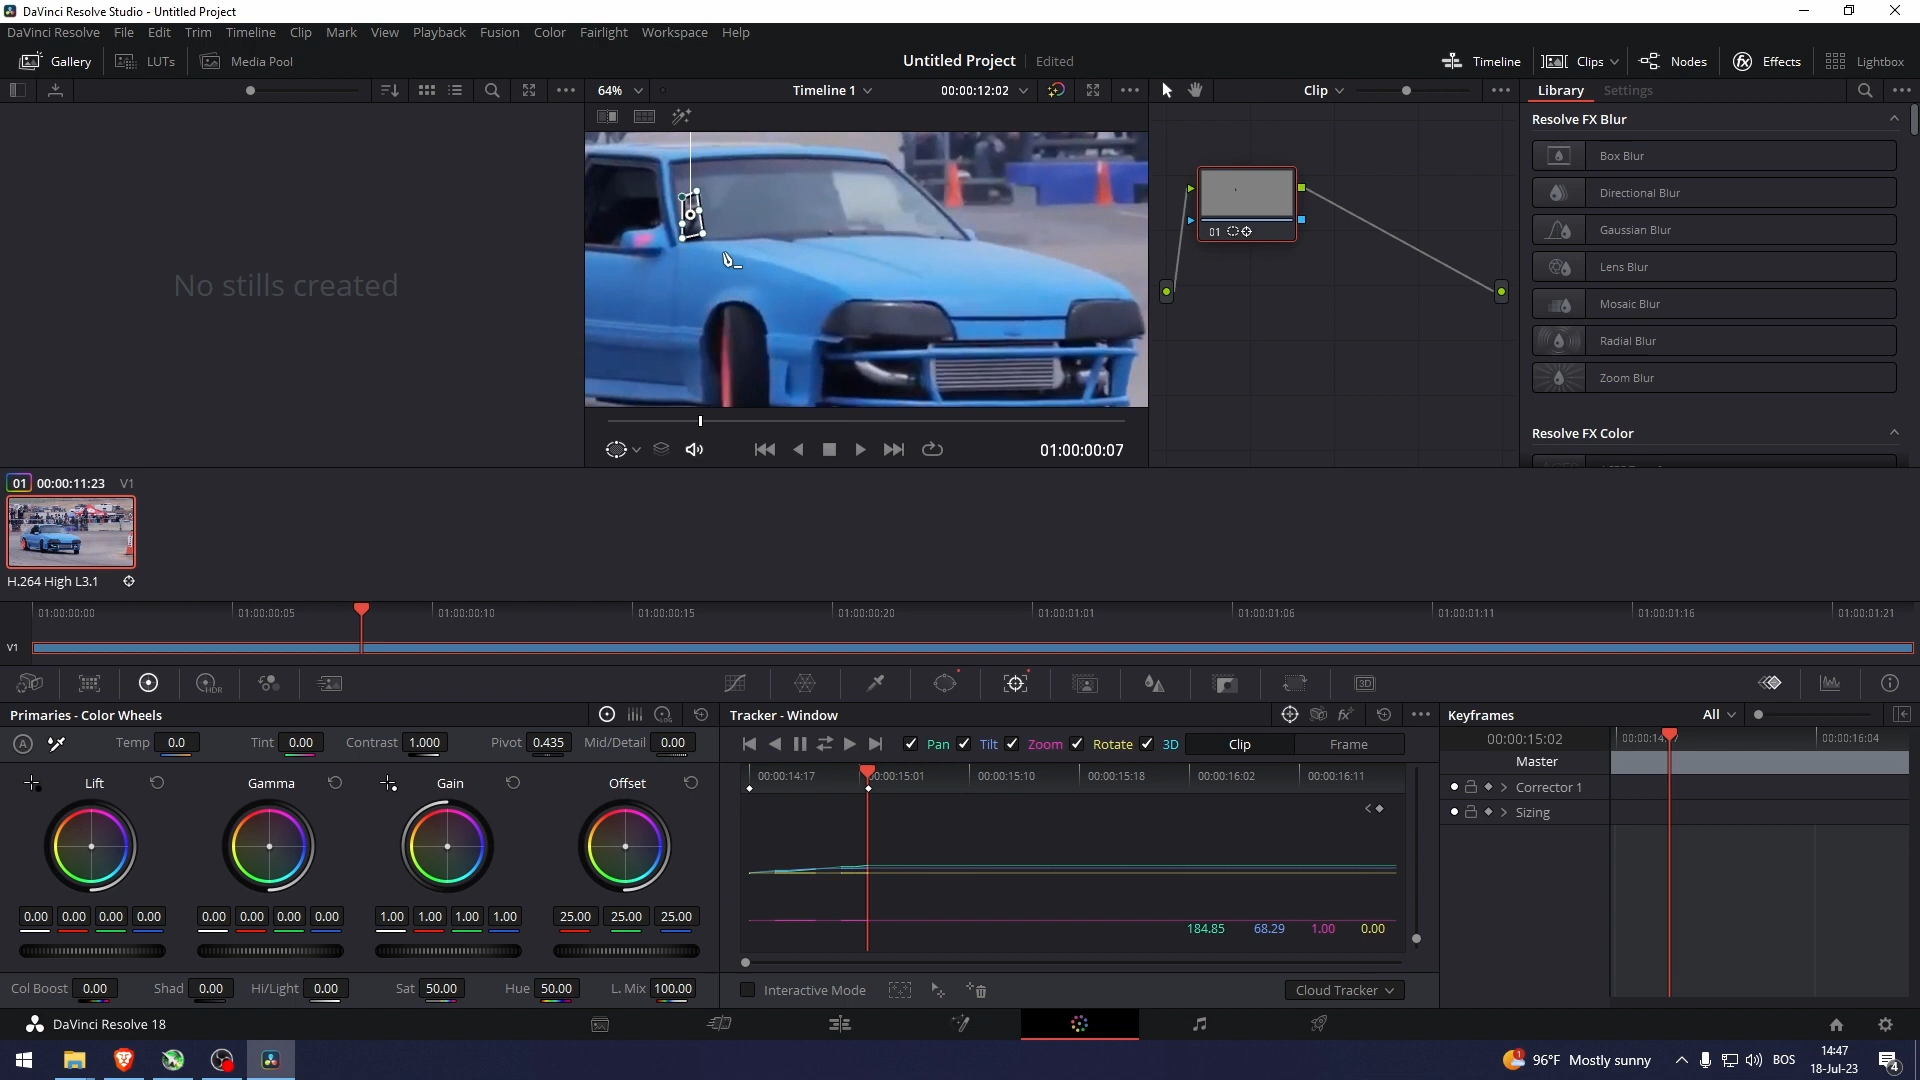 DaVinci Resolve Studio - Untitled Project
DaVinci Resolve File Edit Trim Timeline Clip Mark View Playback Fusion Color Fairlight Workspace Help
Gallery LUTs Media Pool Untitled Project Edited Timeline Clips Nodes Effects Lightbox
64% Timeline 1 00:00:12:02 Clip Library Settings
Resolve FX Blur
Box Blur
Directional Blur
Gaussian Blur
Lens Blur
Mosaic Blur
Radial Blur
Zoom Blur
Resolve FX Color
No stills created
01
01:00:00:07
01 00:00:11:23 V1
H.264 High L3.1
01:00:00:00 01:00:00:05 01:00:00:10 01:00:00:15 01:00:00:20 01:00:01:01 01:00:01:06 01:00:01:11 01:00:01:16 01:00:01:21
V1
HDR 3D
Primaries - Color Wheels LOG Tracker - Window fx Keyframes All
A Temp 0.0 Tint 0.00 Contrast 1.000 Pivot 0.435 Mid/Detail 0.00
Pan Tilt Zoom Rotate 3D Clip Frame
00:00:15:02
Master
Corrector 1
Sizing
00:00:16:04
Lift Gamma Gain Offset
00:00:14:17 00:00:15:01 00:00:15:10 00:00:15:18 00:00:16:02 00:00:16:11
0.00 0.00 0.00 0.00 0.00 0.00 0.00 0.00 1.00 1.00 1.00 1.00 25.00 25.00 25.00
184.85 68.29 1.00 0.00
Col Boost 0.00 Shad 0.00 Hi/Light 0.00 Sat 50.00 Hue 50.00 L. Mix 100.00
Interactive Mode Cloud Tracker
DaVinci Resolve 18
96°F Mostly sunny BOS 14:47
18-Jul-23
4